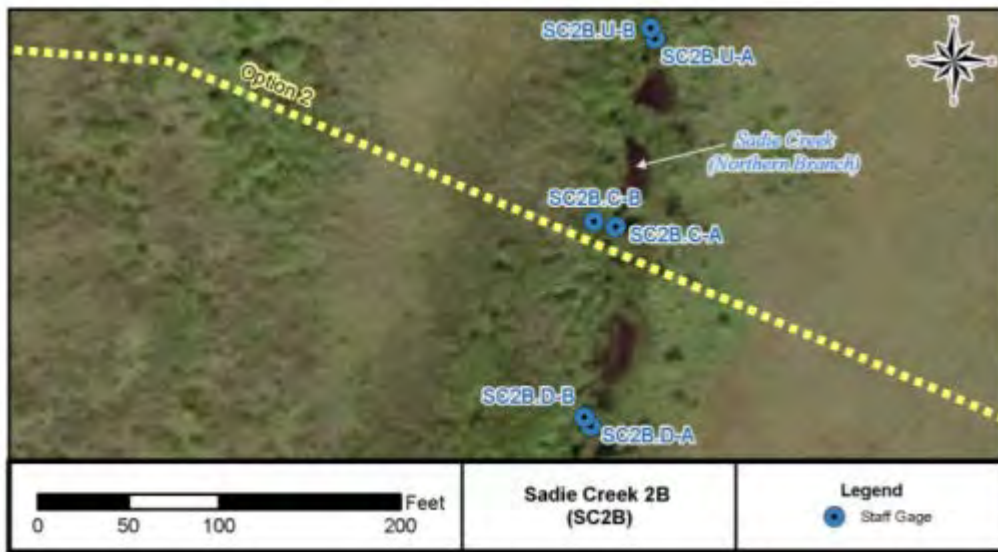 SC2B.U-B
SC2B.U-A
N
Option 2
Sadie Creek
(Northern Branch)
SC2B.C-B
SC2B.C-A
SC2B.D-B
SC2B.D-A
Feet
0 50 100 200
Sadie Creek 2B
(SC2B)
Legend
Staff Gage